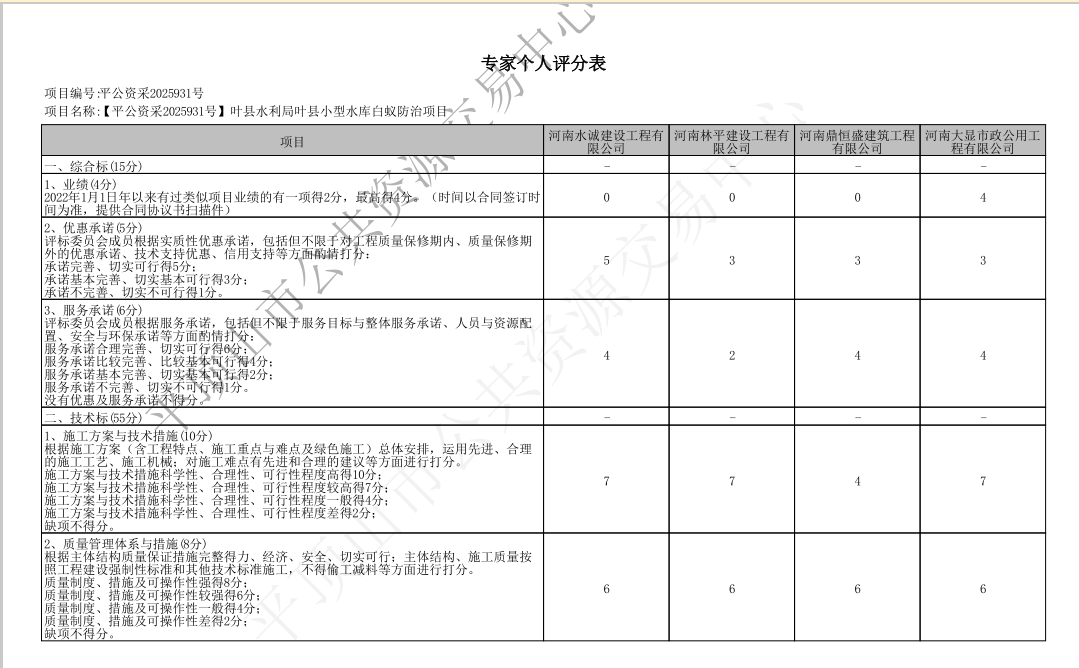 专家个人评分表
项目编号:平公资采2025931号
项目名称:【平公资采2025931号】叶县水利局叶县小型水库白蚁防治项目
项目 河南水诚建设工程有限公司 河南林平建设工程有限公司 河南鼎恒盛建筑工程有限公司 河南大显市政公用工程有限公司
一、综合标(15分) - - - -
1、业绩(4分)
2022年1月1日年以来有过类似项目业绩的有一项得2分，最高得4分。（时间以合同签订时
间为准，提供合同协议书扫描件） 0 0 0 4
2、优惠承诺(5分)
评标委员会成员根据实质性优惠承诺，包括但不限于对工程质量保修期内、质量保修期
外的优惠承诺、技术支持优惠、信用支持等方面酌情打分：
承诺完善、切实可行得5分；
承诺基本完善、切实基本可行得3分；
承诺不完善、切实不可行得1分。 5 3 3 3
3、服务承诺(6分)
评标委员会成员根据服务承诺，包括但不限于服务目标与整体服务承诺、人员与资源配
置、安全与环保承诺等方面酌情打分：
服务承诺合理完善、切实可行得6分；
服务承诺比较完善、比较基本可行得4分；
服务承诺基本完善、切实基本可行得2分；
服务承诺不完善、切实不可行得1分。
没有优惠及服务承诺不得分。 4 2 4 4
二、技术标(55分) - - - -
1、施工方案与技术措施(10分)
根据施工方案（含工程特点、施工重点与难点及绿色施工）总体安排，运用先进、合理
的施工工艺、施工机械；对施工难点有先进和合理的建议等方面进行打分。
施工方案与技术措施科学性、合理性、可行性程度高得10分；
施工方案与技术措施科学性、合理性、可行性程度较高得7分；
施工方案与技术措施科学性、合理性、可行性程度一般得4分；
施工方案与技术措施科学性、合理性、可行性程度差得2分；
缺项不得分。 7 7 4 7
2、质量管理体系与措施(8分)
根据主体结构质量保证措施完整得力、经济、安全、切实可行；主体结构、施工质量按
照工程建设强制性标准和其他技术标准施工，不得偷工减料等方面进行打分。
质量制度、措施及可操作性强得8分；
质量制度、措施及可操作性较强得6分；
质量制度、措施及可操作性一般得4分；
质量制度、措施及可操作性差得2分；
缺项不得分。 6 6 6 6
平顶山市公共资源交易中心
平顶山市公共资源交易中心